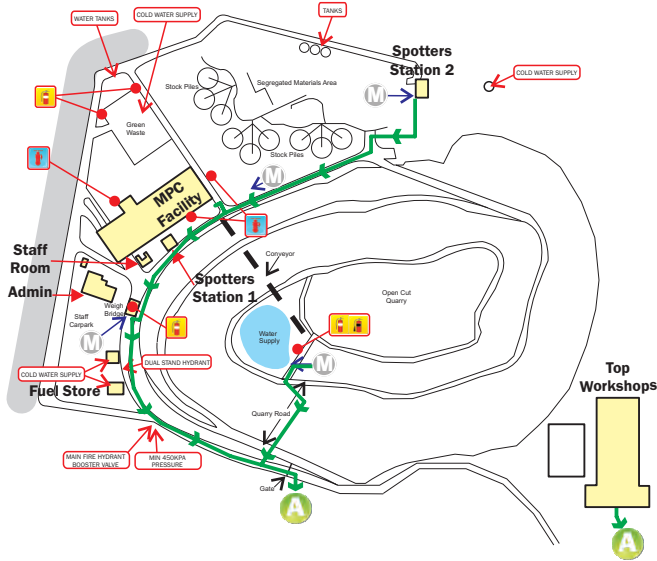 WATER TANKS
COLD WATER SUPPLY
TANKS
Spotters
Station 2
COLD WATER SUPPLY
Stock Piles
Segregated Materials Area
M
Green
Waste
Stock Piles
M
MPC
Facility
Staff
Room
Conveyor
Spotters
Station 1
Admin
Open Cut
Quarry
Weigh
Bridge
Staff
Carpark
Water
Supply
M
M
DUAL STAND HYDRANT
COLD WATER SUPPLY
Fuel Store
Top
Workshops
Quarry Road
MAIN FIRE HYDRANT
BOOSTER VALVE
MIN 450KPA
PRESSURE
Gate
A
A